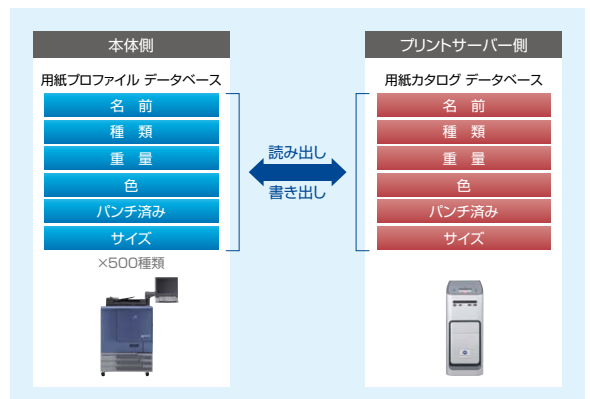 本体側
用紙プロファイル データベース
名 前
種 類
重 量
色
パンチ済み
サイズ
×500種類
読み出し
書き出し
プリントサーバー側
用紙カタログ データベース
名 前
種 類
重 量
色
パンチ済み
サイズ